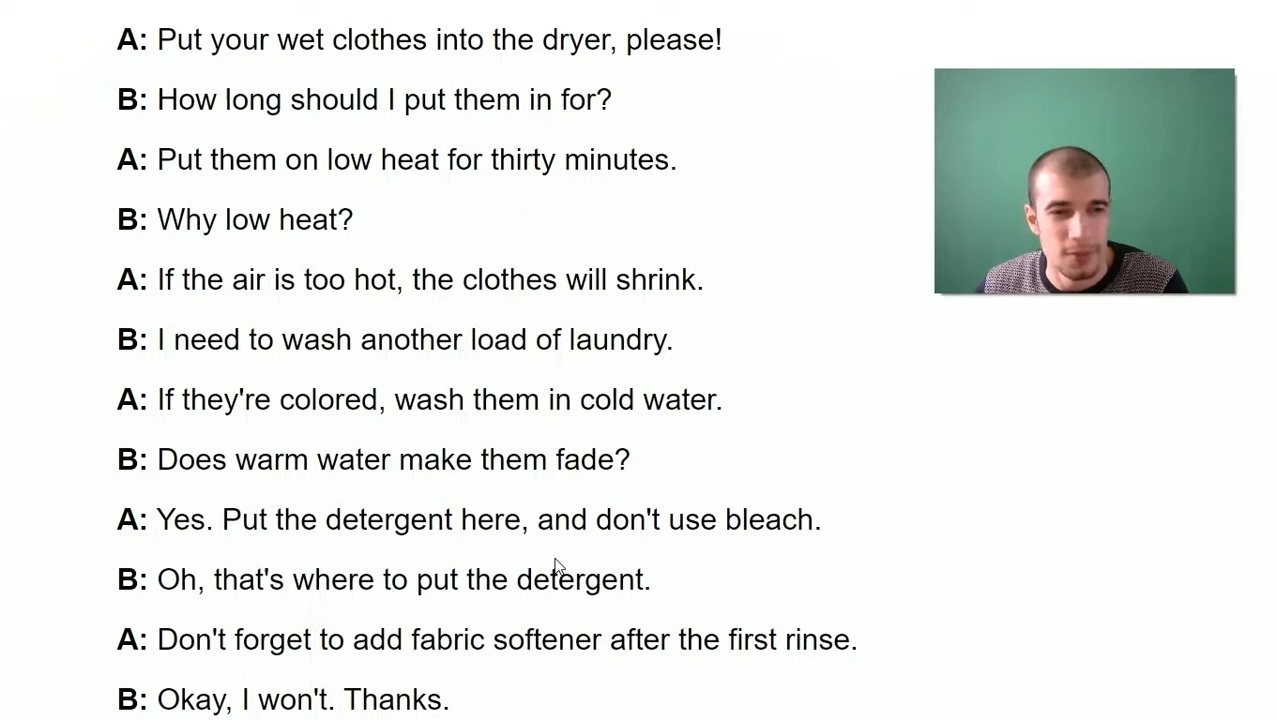 A: Put your wet clothes into the dryer, please!
B: How long should I put them in for?
A: Put them on low heat for thirty minutes.
B: Why low heat?
A: If the air is too hot, the clothes will shrink.
B: I need to wash another load of laundry.
A: If they're colored, wash them in cold water.
B: Does warm water make them fade?
A: Yes. Put the detergent here, and don't use bleach.
B: Oh, that's where to put the detergent.
A: Don't forget to add fabric softener after the first rinse.
B: Okay, I won't. Thanks.